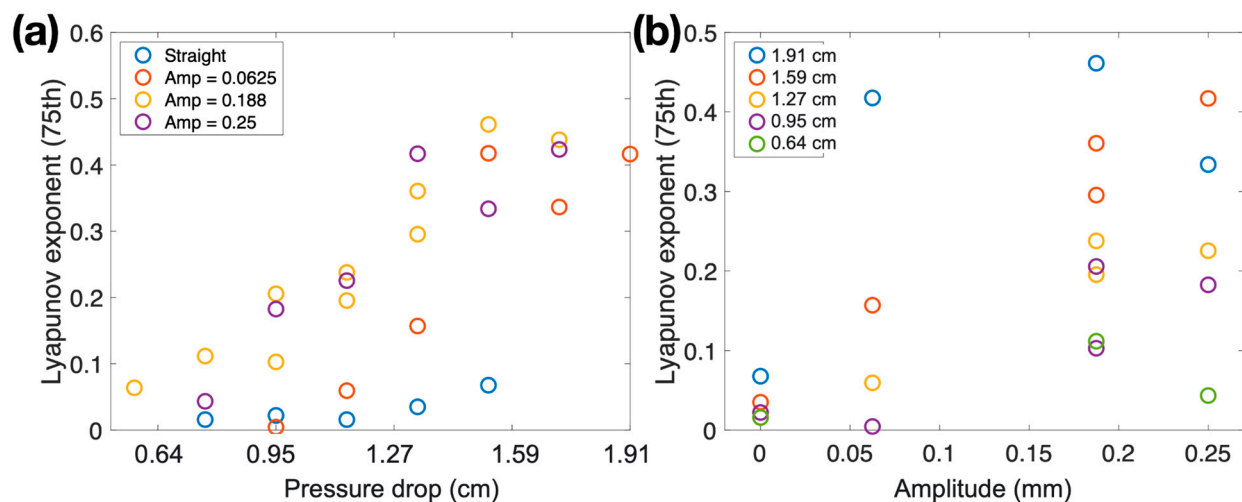 (a)
Lyapunov exponent (75th)
0.6
0.5
0.4
0.3
0.2
0.1
0
Straight
Amp = 0.0625
Amp = 0.188
Amp = 0.25
0.64 0.95 1.27 1.59 1.91
Pressure drop (cm)
(b)
Lyapunov exponent (75th)
0.5
0.4
0.3
0.2
0.1
0
1.91 cm
1.59 cm
1.27 cm
0.95 cm
0.64 cm
0 0.05 0.1 0.15 0.2 0.25
Amplitude (mm)